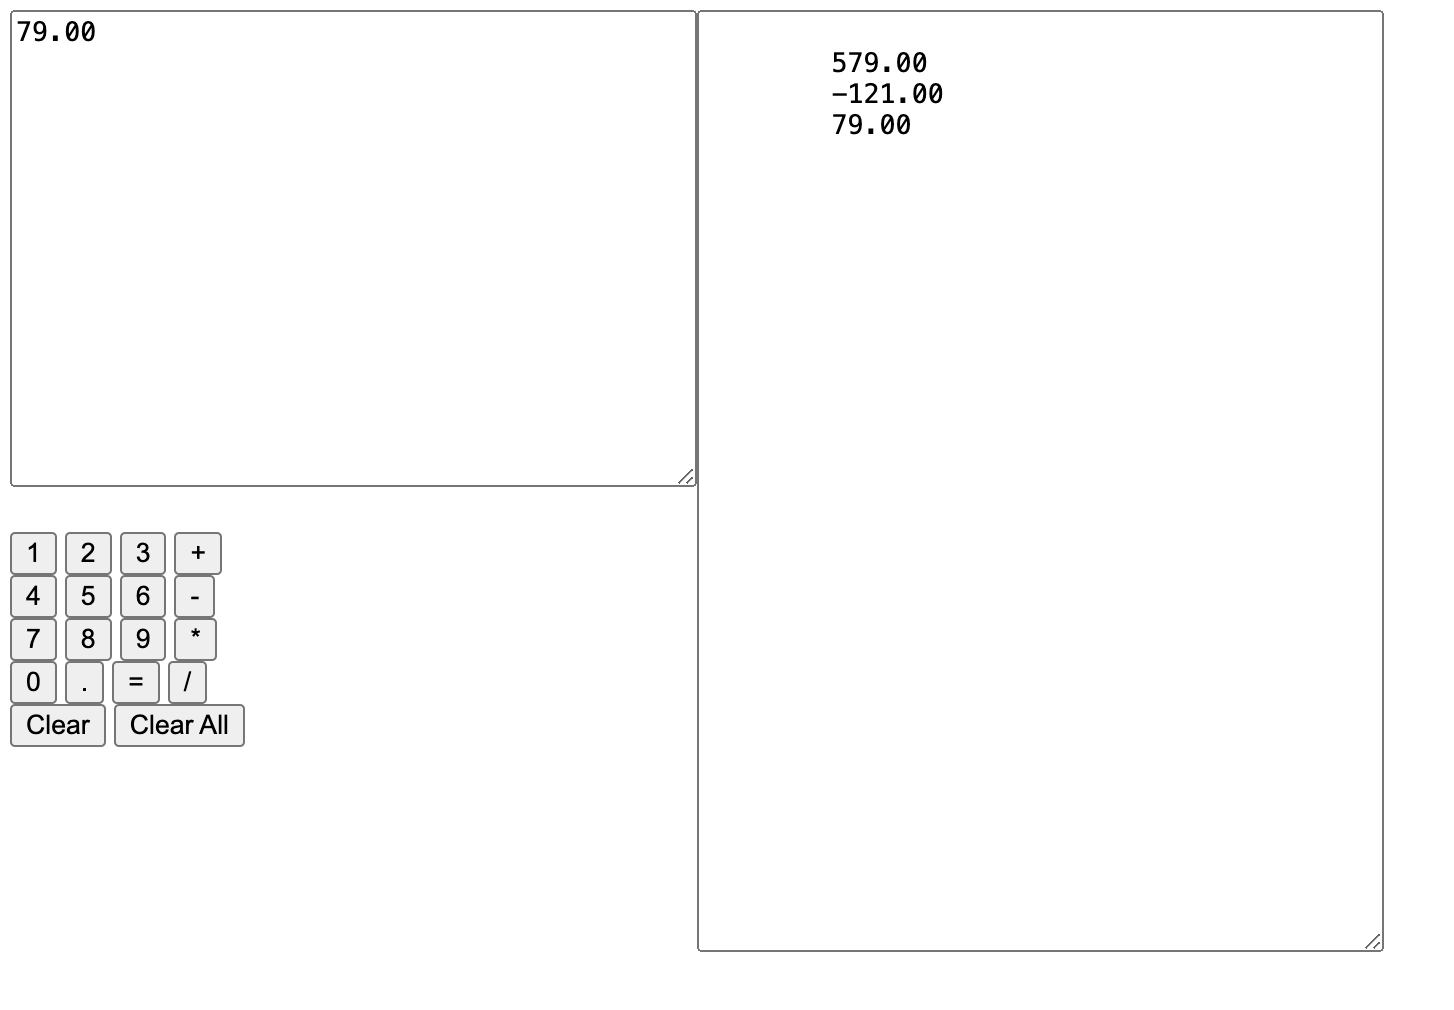 79.00
579.00
-121.00
79.00
1 2 3 +
4 5 6 -
7 8 9 *
0 . = /
Clear Clear All